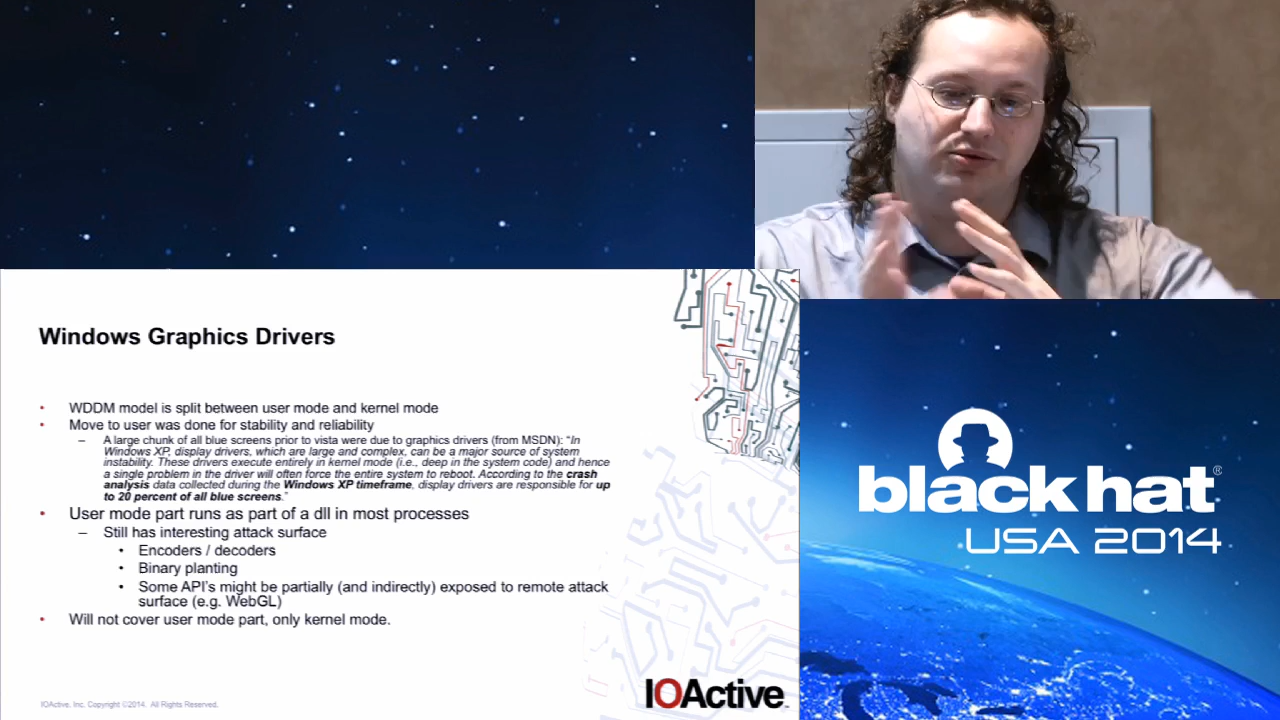 Windows Graphics Drivers
• WDDM model is split between user mode and kernel mode
• Move to user was done for stability and reliability
– A large chunk of all blue screens prior to vista were due to graphics drivers (from MSDN): “In
Windows XP, display drivers, which are large and complex, can be a major source of system
instability. These drivers execute entirely in kernel mode (i.e., deep in the system code) and hence
a single problem in the driver will often force the entire system to reboot. According to the crash
analysis data collected during the Windows XP timeframe, display drivers are responsible for up
to 20 percent of all blue screens.”
• User mode part runs as part of a dll in most processes
– Still has interesting attack surface
• Encoders / decoders
• Binary planting
• Some API's might be partially (and indirectly) exposed to remote attack
surface (e.g. WebGL)
• Will not cover user mode part, only kernel mode.
IOActive, Inc. Copyright ©2014. All Rights Reserved.
IOActive
black hat®
USA 2014